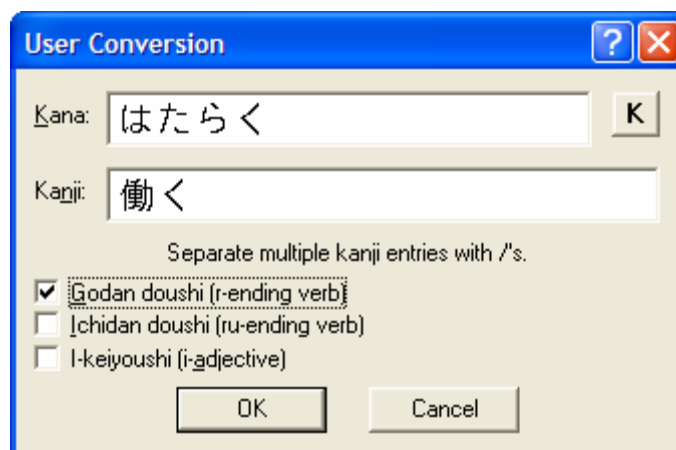 User Conversion
Kana: はたらく K
Kanji: 働く
Separate multiple kanji entries with /'s.
Godan doushi (r-ending verb)
Ichidan doushi (ru-ending verb)
I-keiyoushi (i-adjective)
OK Cancel